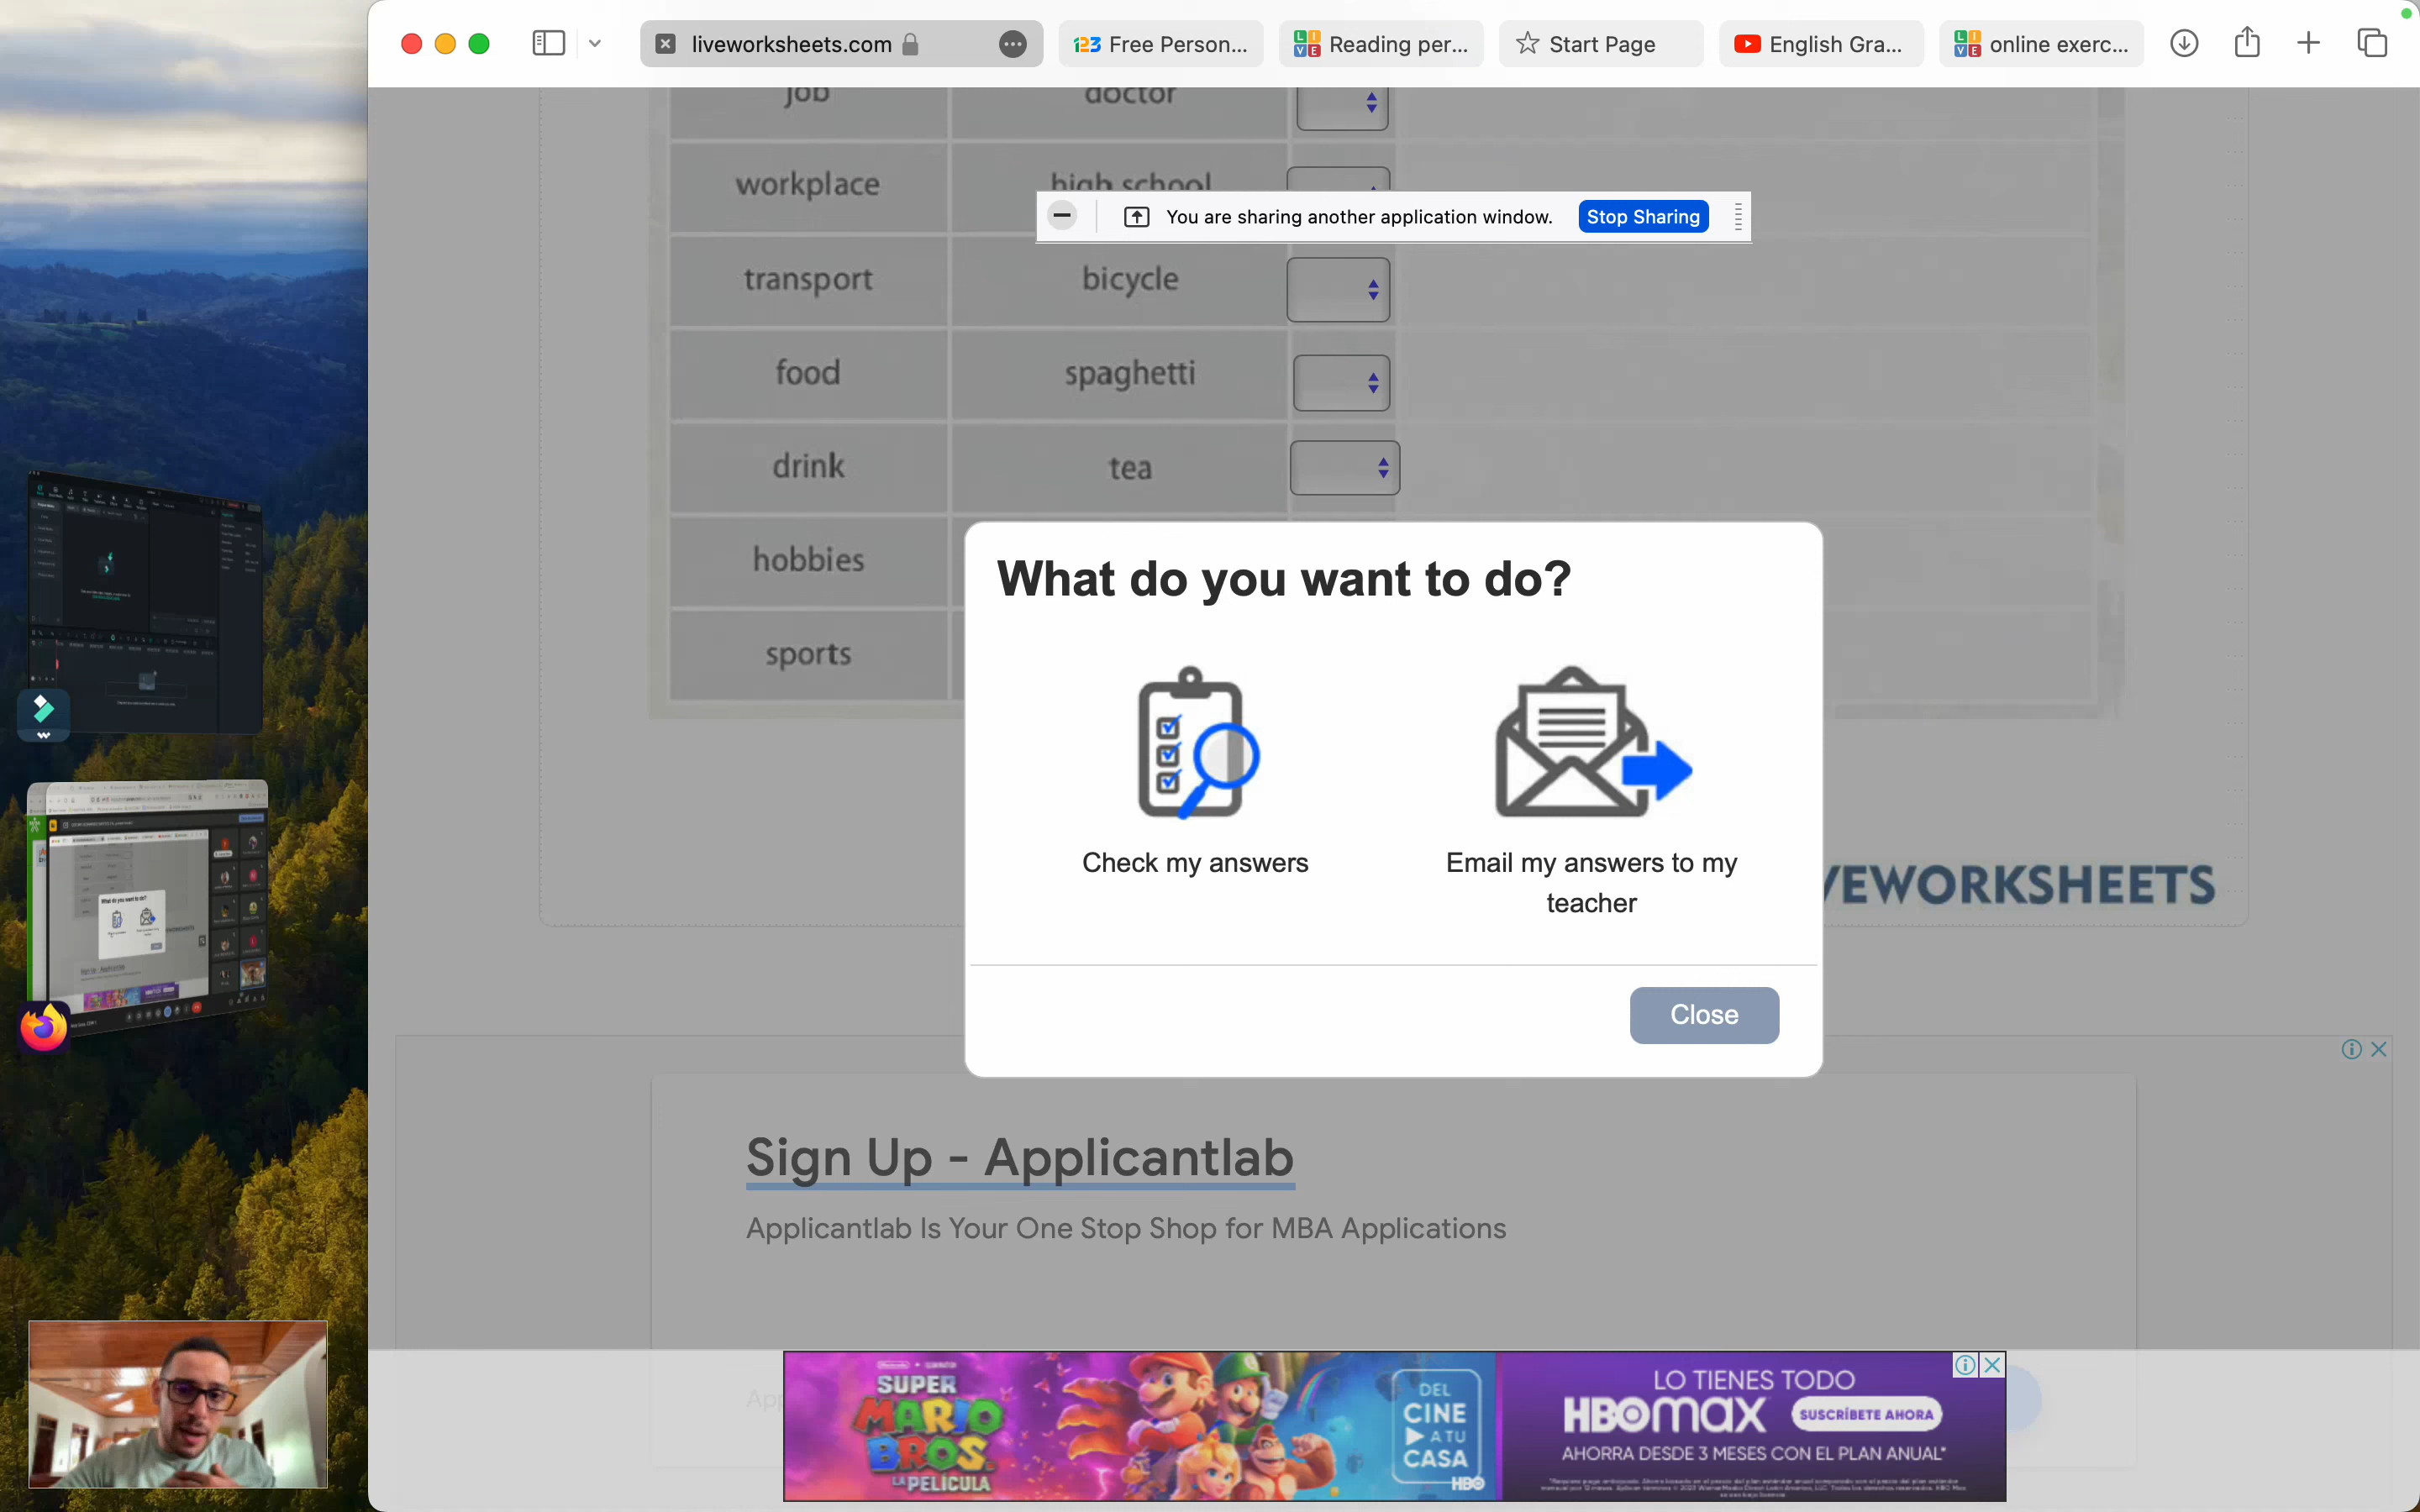 liveworksheets.com
Free Person...
Reading per...
Start Page
English Gra...
online exerc...
job
doctor
workplace
high school
You are sharing another application window.
Stop Sharing
transport
bicycle
food
spaghetti
drink
tea
hobbies
sports
What do you want to do?
Check my answers
Email my answers to my
teacher
Close
VEWORKSHEETS
Sign Up - Applicantlab
Applicantlab Is Your One Stop Shop for MBA Applications
App
SUPER
MARIO
BROS.
LA PELÍCULA
DEL
CINE
A TU
CASA
HBO
LO TIENES TODO
HBOMAX
SUSCRÍBETE AHORA
AHORRA DESDE 3 MESES CON EL PLAN ANUAL*